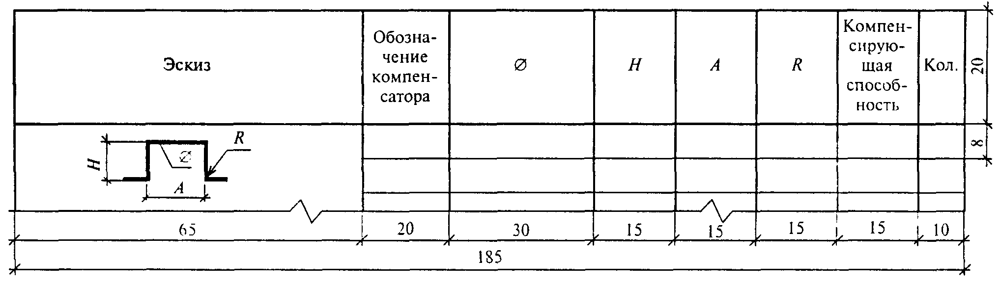 Эскиз
Обозна-
чение
компен-
сатора
∅
H
A
R
Компен-
сирую-
щая
способ-
ность
Кол.
20
8
H
∅
R
A
65
20
30
15
15
15
15
10
185